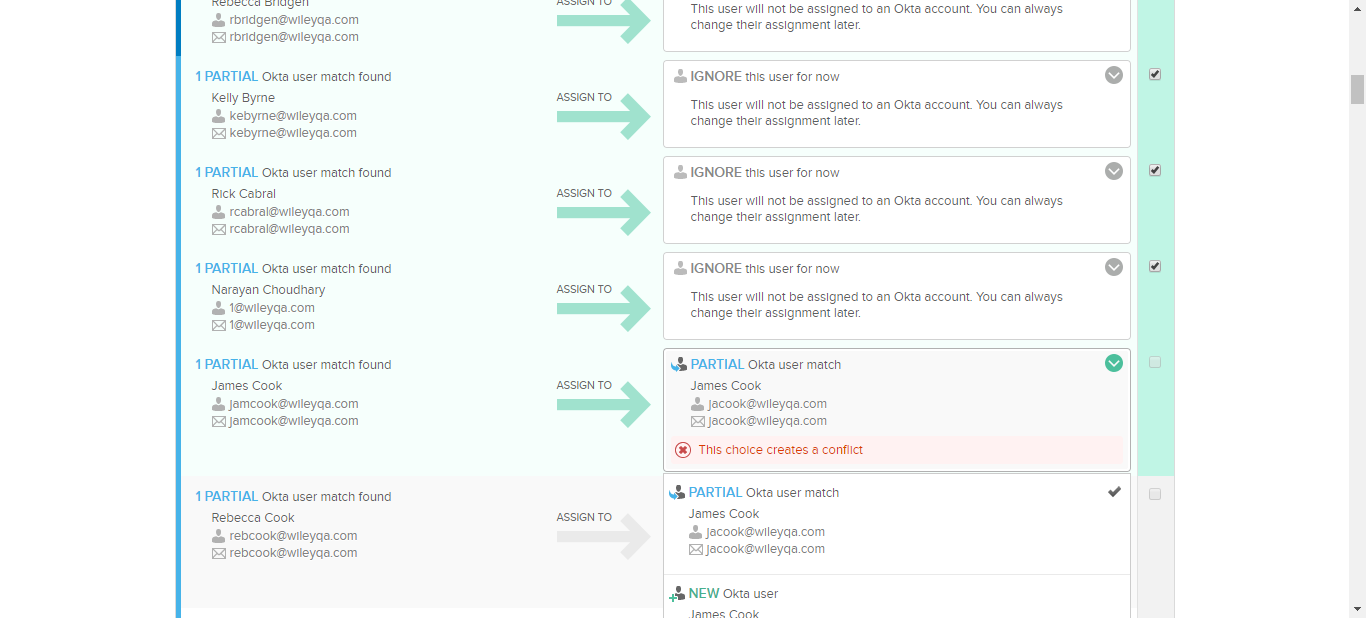 Rebecca Bridgen
rbridgen@wileyqa.com
rbridgen@wileyqa.com
ASSIGN TO
This user will not be assigned to an Okta account. You can always
change their assignment later.
1 PARTIAL Okta user match found
Kelly Byrne
kebyrne@wileyqa.com
kebyrne@wileyqa.com
ASSIGN TO
IGNORE this user for now
This user will not be assigned to an Okta account. You can always
change their assignment later.
1 PARTIAL Okta user match found
Rick Cabral
rcabral@wileyqa.com
rcabral@wileyqa.com
ASSIGN TO
IGNORE this user for now
This user will not be assigned to an Okta account. You can always
change their assignment later.
1 PARTIAL Okta user match found
Narayan Choudhary
1@wileyqa.com
1@wileyqa.com
ASSIGN TO
IGNORE this user for now
This user will not be assigned to an Okta account. You can always
change their assignment later.
1 PARTIAL Okta user match found
James Cook
jamcook@wileyqa.com
jamcook@wileyqa.com
ASSIGN TO
PARTIAL Okta user match
James Cook
jacook@wileyqa.com
jacook@wileyqa.com
This choice creates a conflict
1 PARTIAL Okta user match found
Rebecca Cook
rebcook@wileyqa.com
rebcook@wileyqa.com
ASSIGN TO
PARTIAL Okta user match
James Cook
jacook@wileyqa.com
jacook@wileyqa.com
NEW Okta user
James Cook